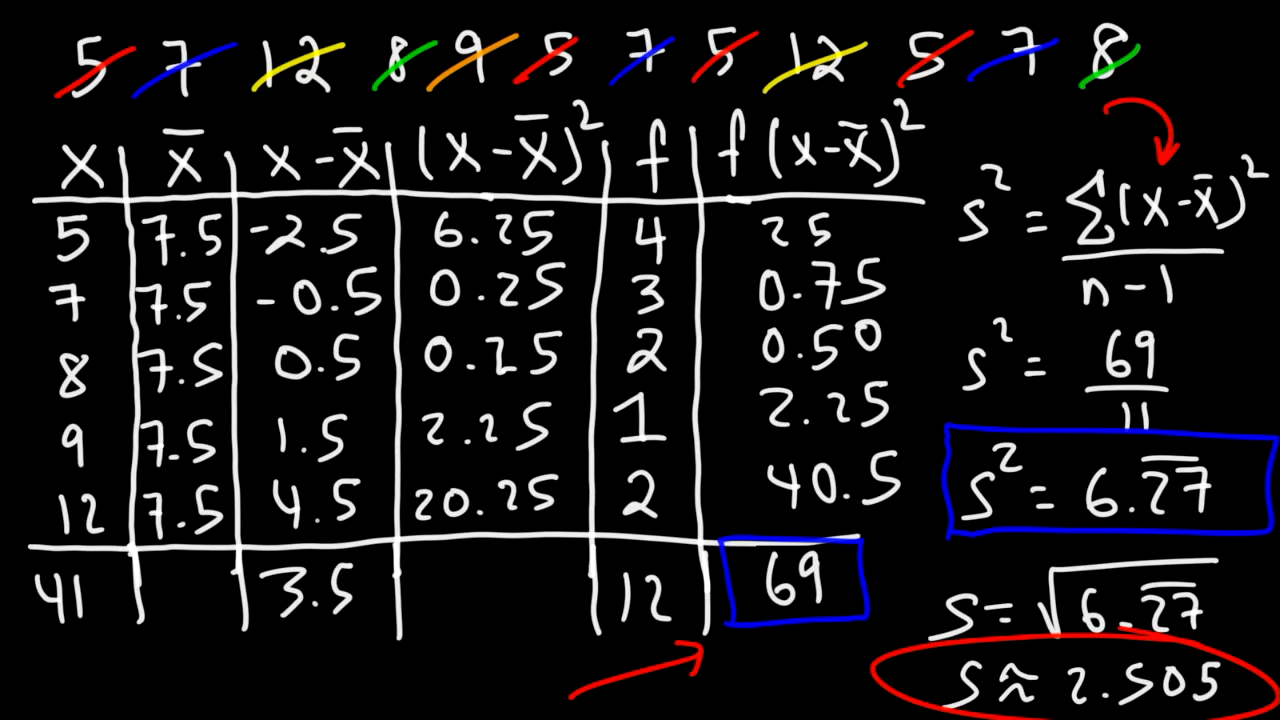 5 7 12 8 9 5 7 5 12 5 7 8
x | x̄ | x - x̄ | (x - x̄)² | f | f (x - x̄)²
5 | 7.5 | -2.5 | 6.25 | 4 | 25
7 | 7.5 | -0.5 | 0.25 | 3 | 0.75
8 | 7.5 | 0.5 | 0.25 | 2 | 0.50
9 | 7.5 | 1.5 | 2.25 | 1 | 2.25
12 | 7.5 | 4.5 | 20.25 | 2 | 40.5
41 | | 3.5 | | 12 | 69
s² = Σ(x - x̄)² / n - 1
s² = 69 / 11
s² = 6.2̅7̅
s = √6.2̅7̅
s ≈ 2.505